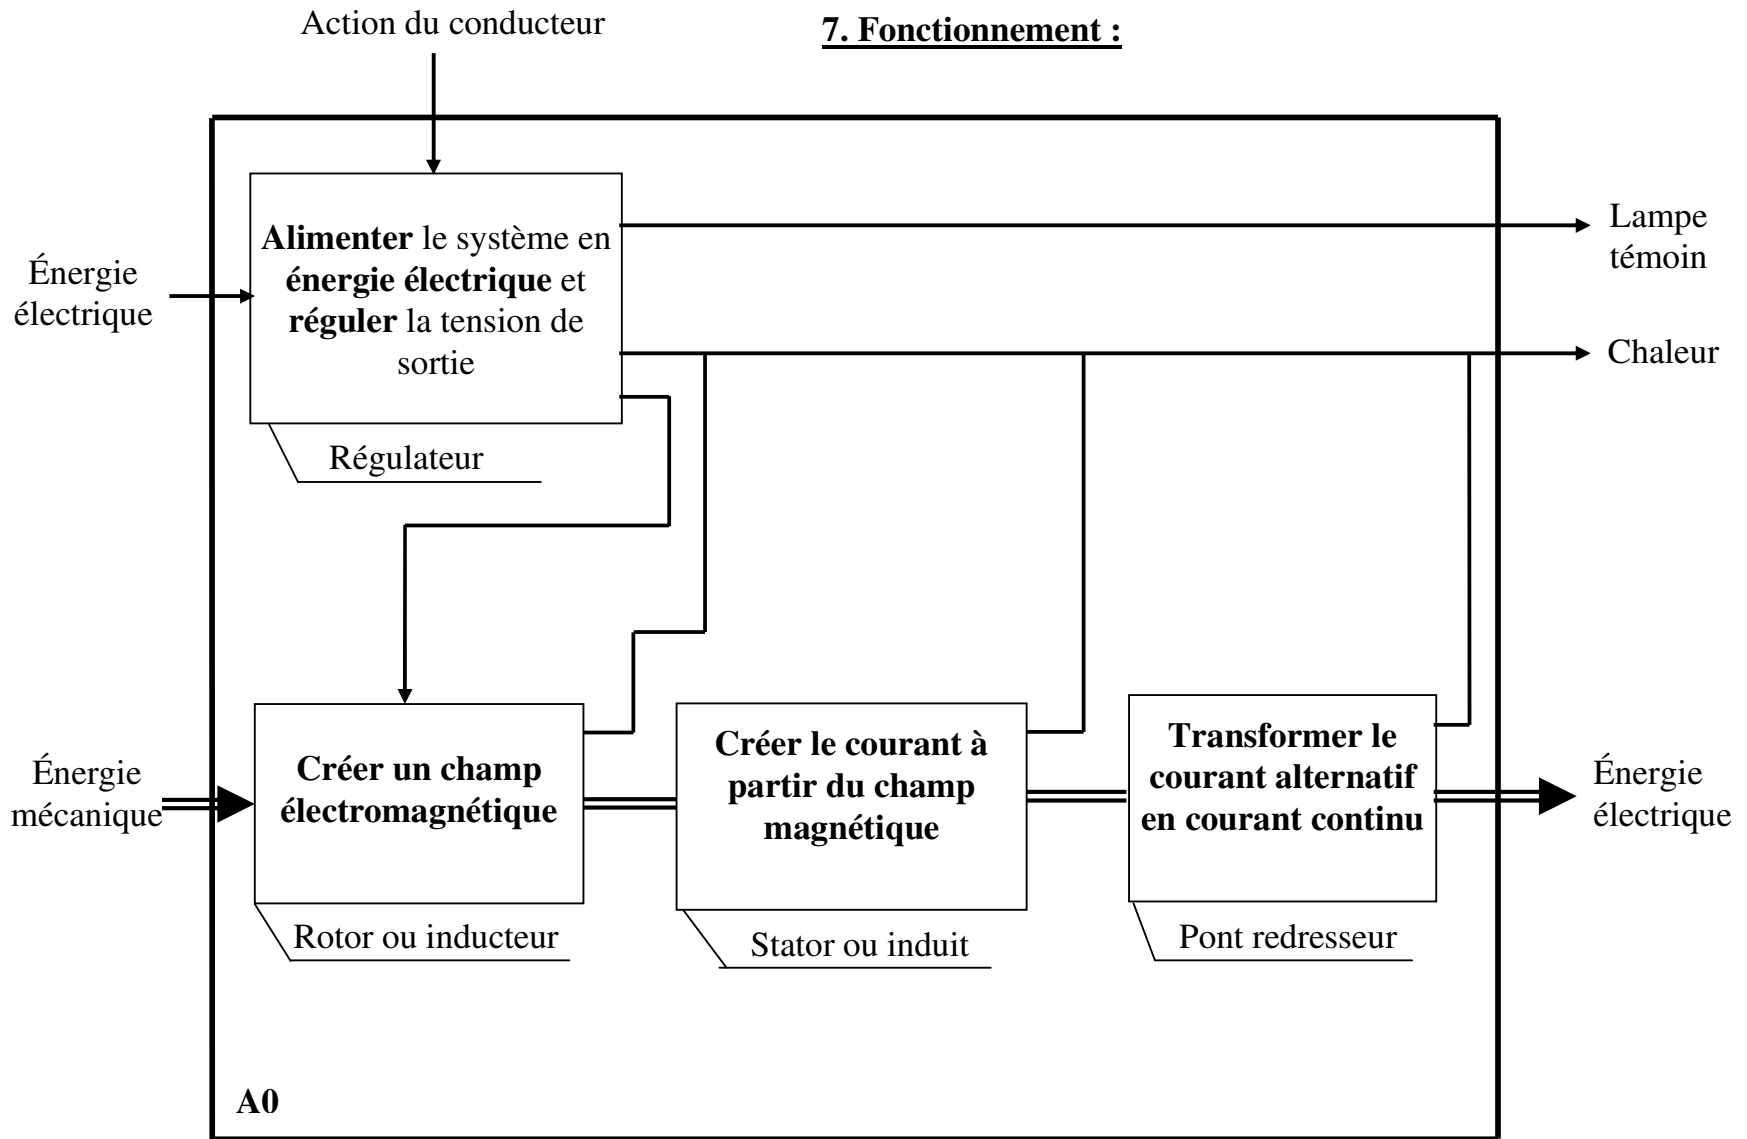 Action du conducteur
7. Fonctionnement :
Alimenter le système en
énergie électrique et
réguler la tension de
sortie
Lampe
témoin
Énergie
électrique
Chaleur
Régulateur
Énergie
mécanique
Créer un champ
électromagnétique
Créer le courant à
partir du champ
magnétique
Transformer le
courant alternatif
en courant continu
Énergie
électrique
Rotor ou inducteur
Stator ou induit
Pont redresseur
A0